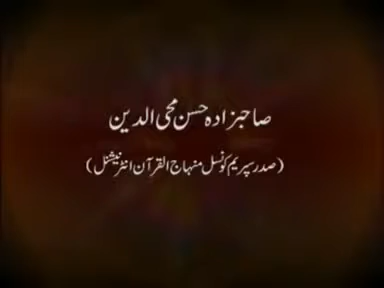 صاحبزادہ حسن محی الدین
(صدر سپریم کونسل منہاج القرآن انٹرنیشنل)